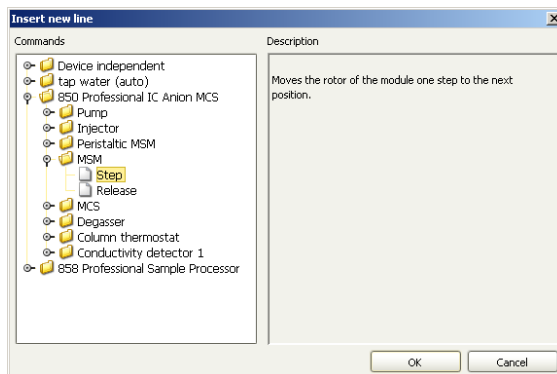 Insert new line
Commands
Description
Device independent
tap water (auto)
850 Professional IC Anion MCS
Pump
Injector
Peristaltic MSM
MSM
Step
Release
MCS
Degasser
Column thermostat
Conductivity detector 1
858 Professional Sample Processor
Moves the rotor of the module one step to the next
position.
OK
Cancel